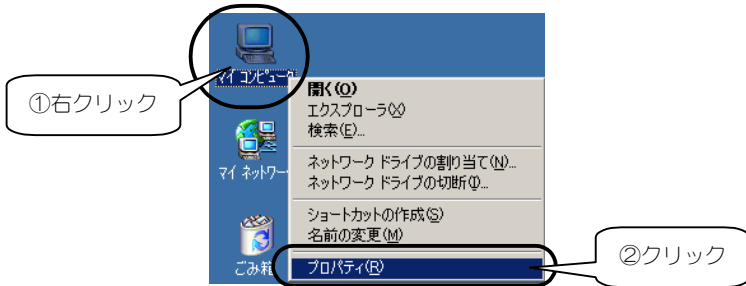 ①右クリック
マイ コンピュータ
開く(O)
エクスプローラ(X)
検索(E)...
マイ ネットワー
ネットワーク ドライブの割り当て(N)...
ネットワーク ドライブの切断(I)...
ショートカットの作成(S)
名前の変更(M)
ごみ箱
プロパティ(R)
②クリック